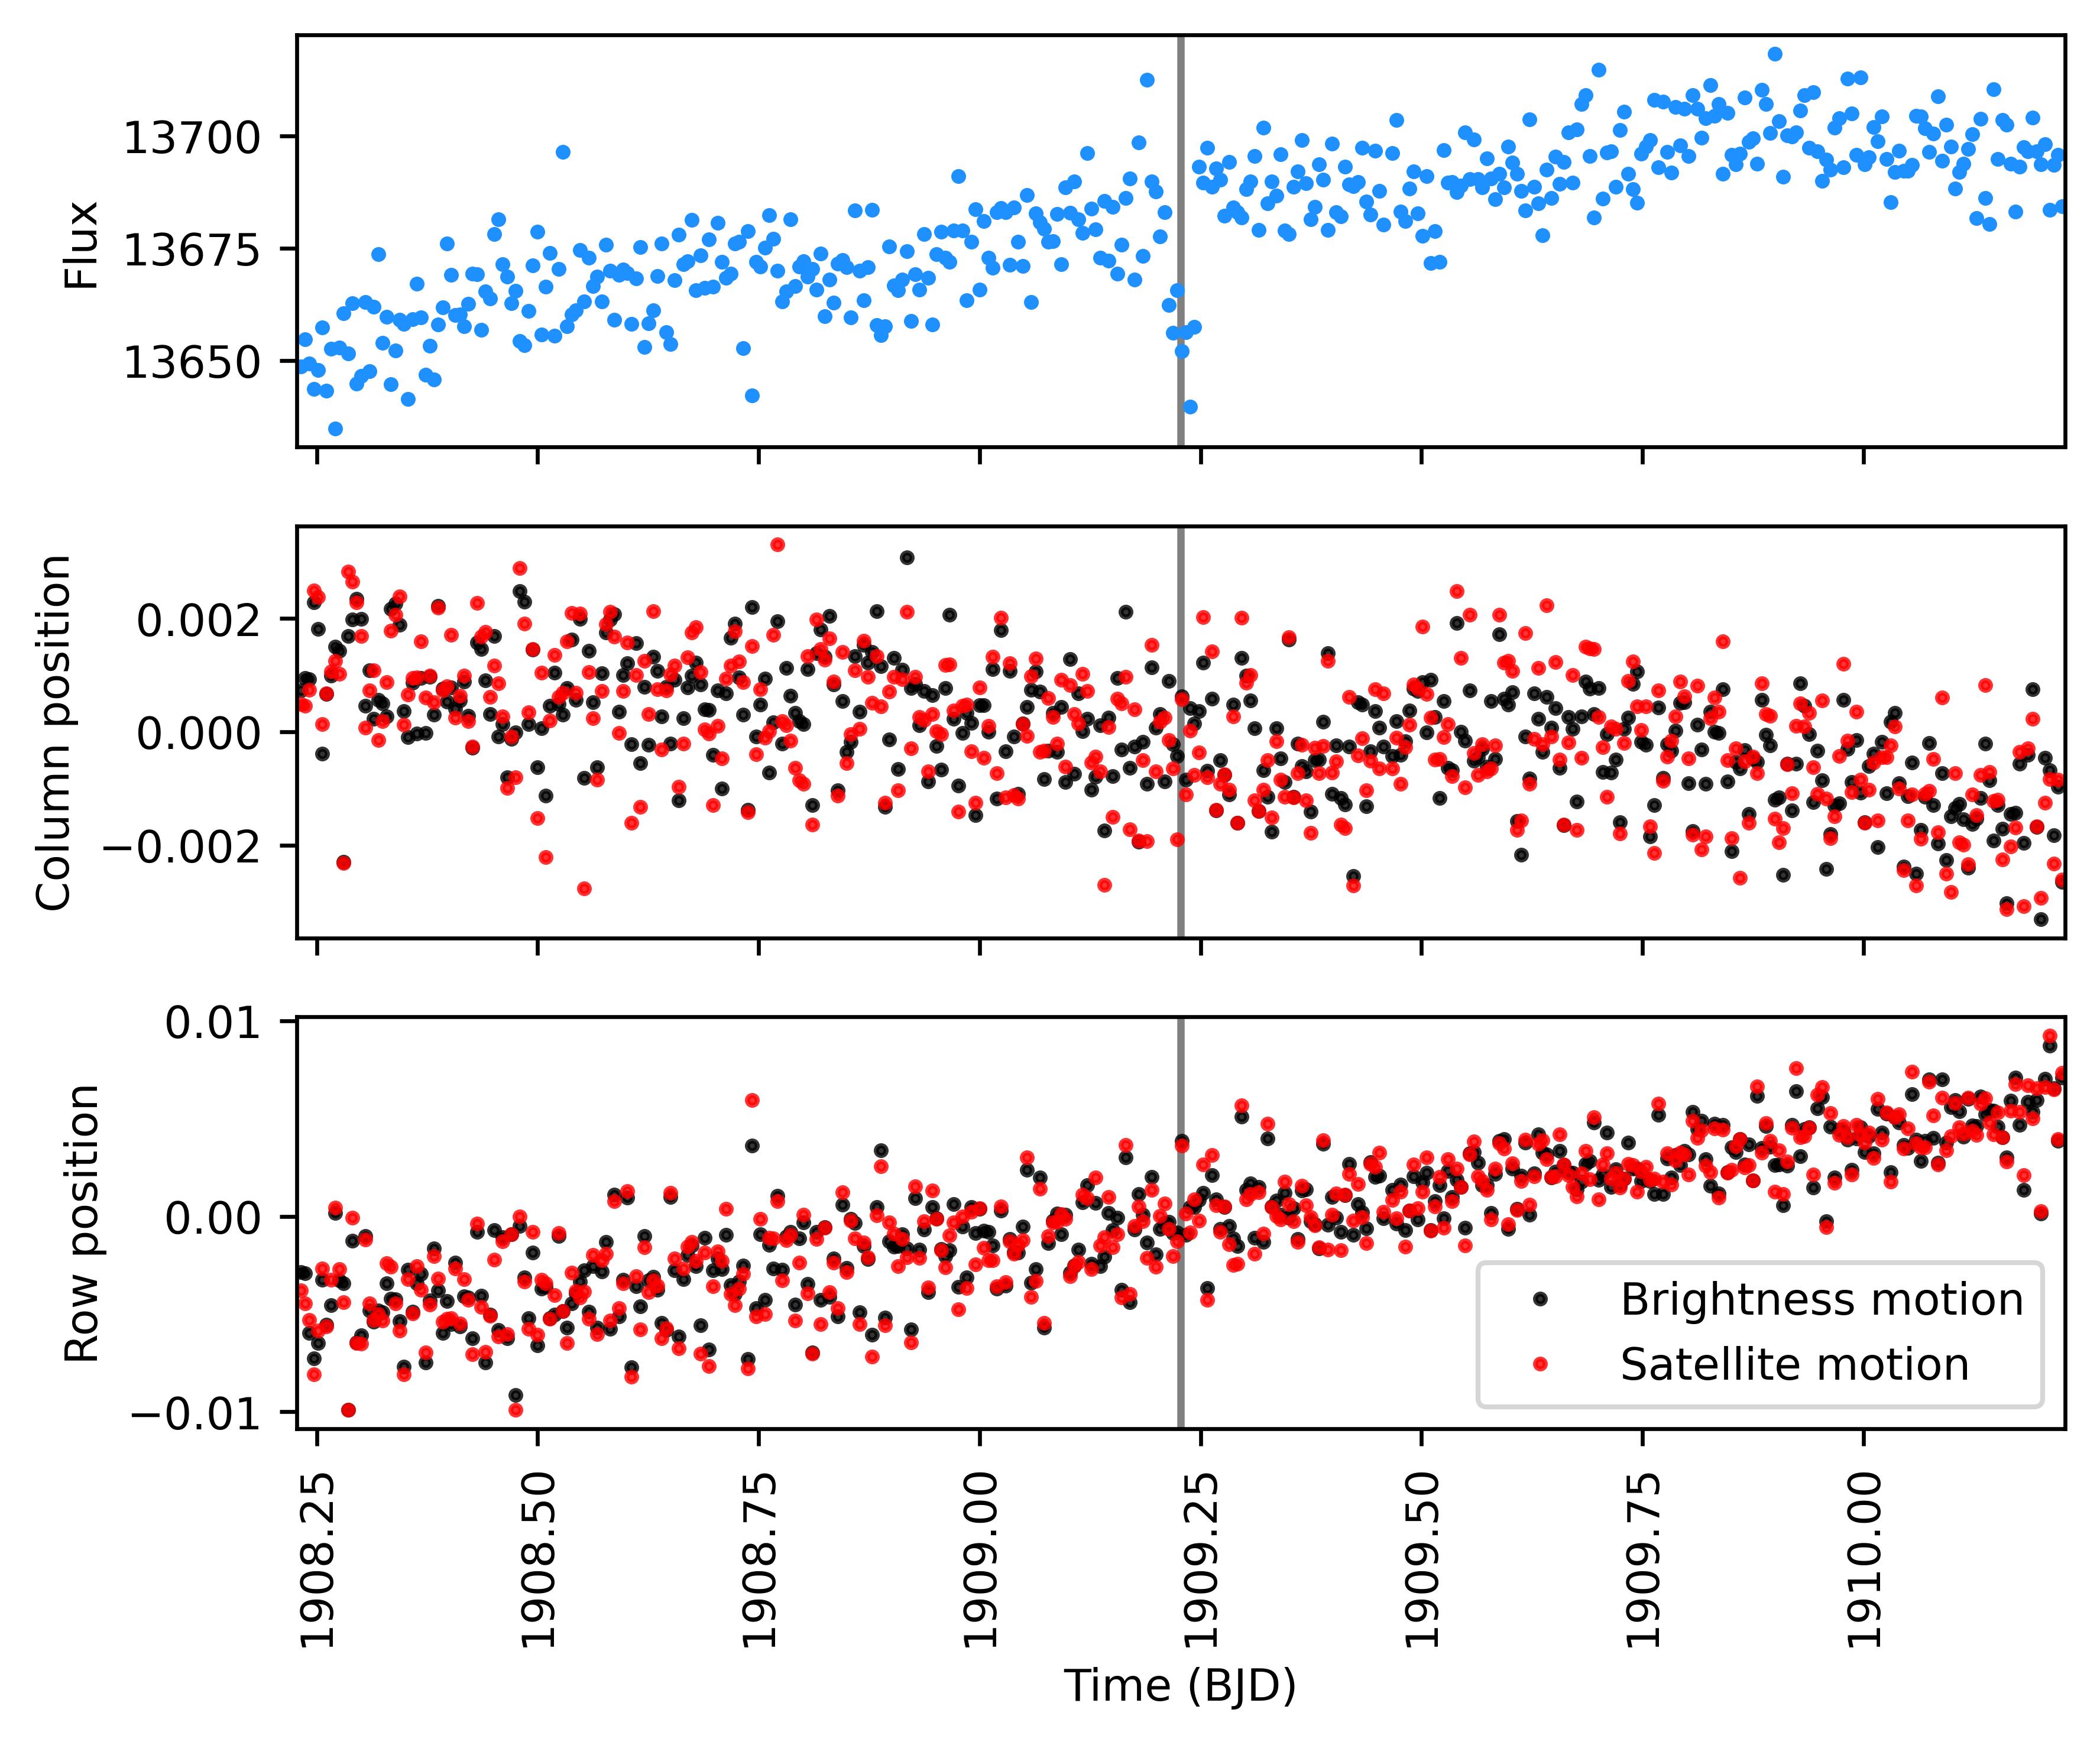 Flux
13700
13675
13650
Column position
0.002
0.000
−0.002
Row position
0.01
0.00
−0.01
Brightness motion
Satellite motion
1908.25
1908.50
1908.75
1909.00
1909.25
1909.50
1909.75
1910.00
Time (BJD)